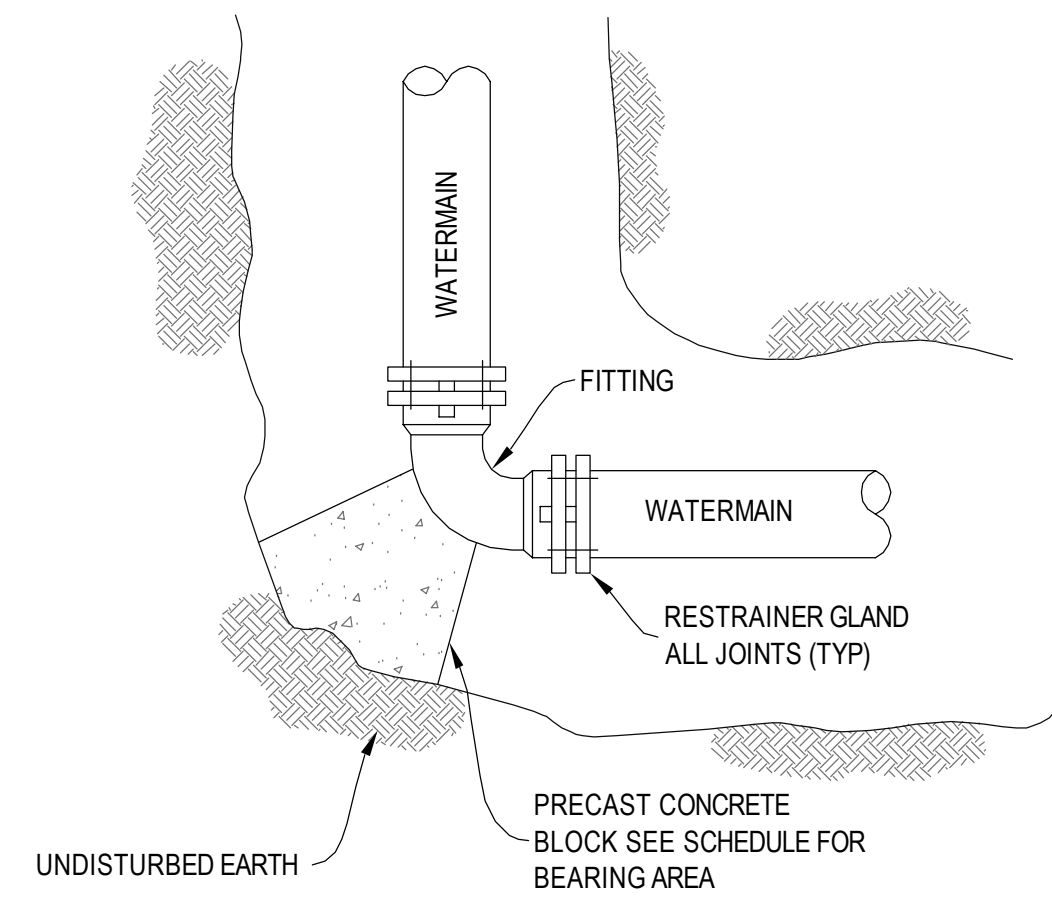 WATERMAIN
FITTING
WATERMAIN
RESTRAINER GLAND
ALL JOINTS (TYP)
PRECAST CONCRETE
BLOCK SEE SCHEDULE FOR
BEARING AREA
UNDISTURBED EARTH